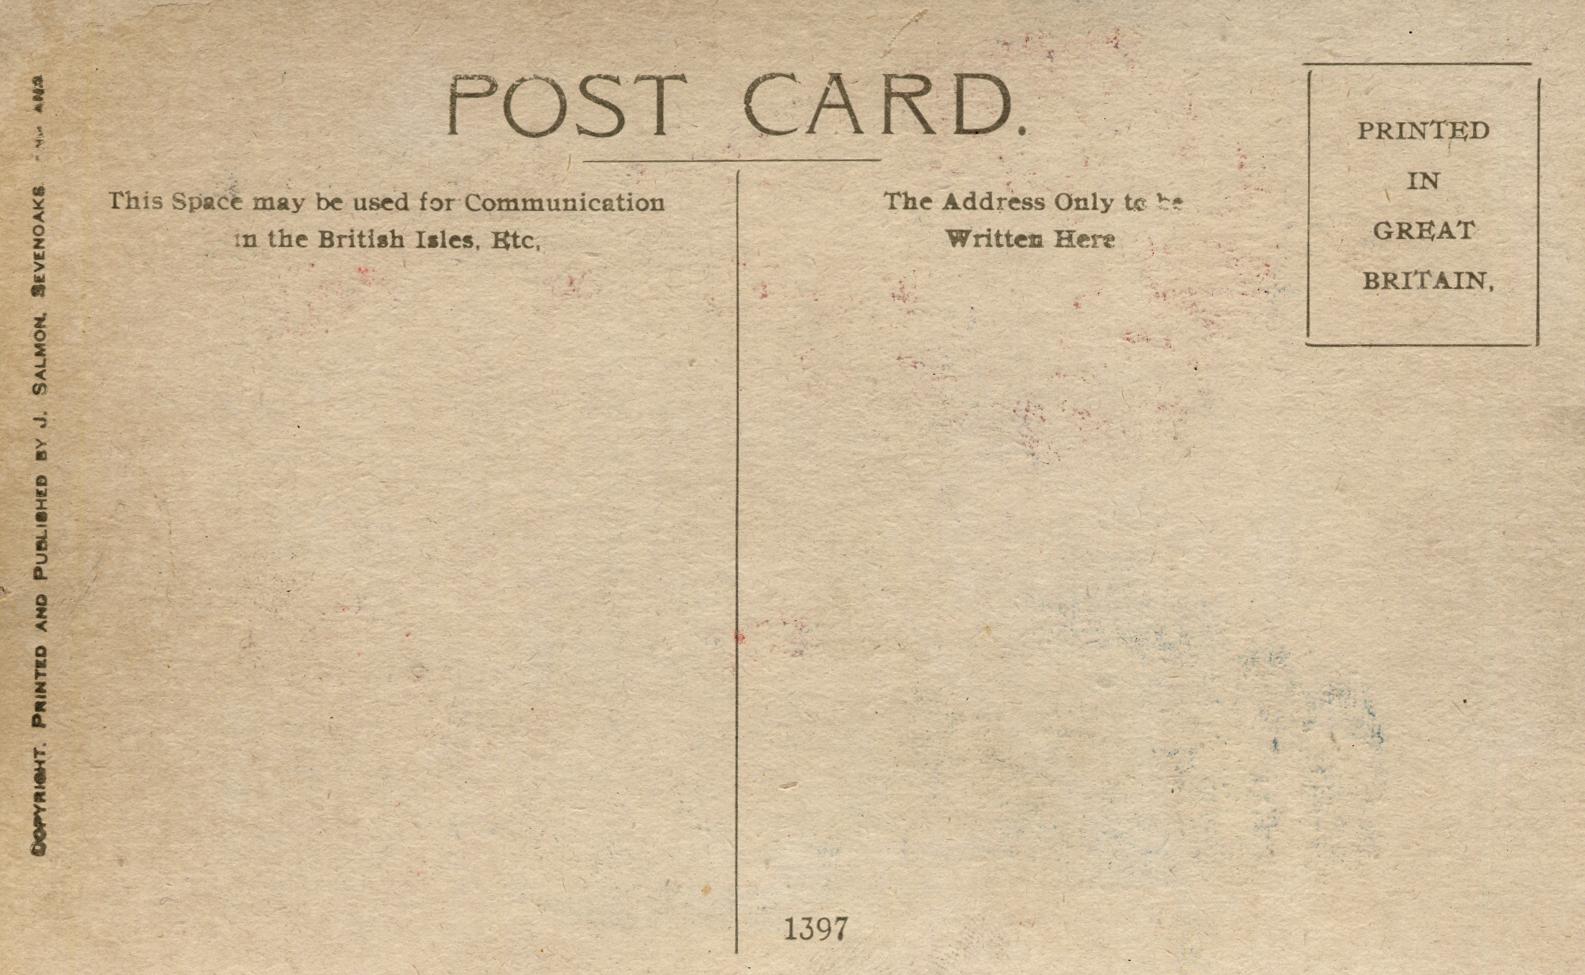 POST CARD.
This Space may be used for Communication
in the British Isles, Etc,
The Address Only to be
Written Here
PRINTED
IN
GREAT
BRITAIN,
COPYRIGHT. PRINTED AND PUBLISHED BY J. SALMON, SEVENOAKS
1397